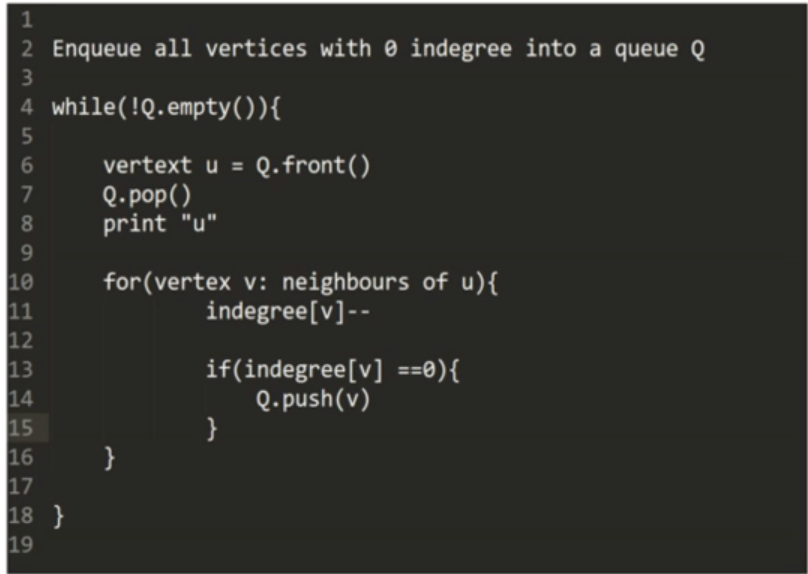 1
2 Enqueue all vertices with 0 indegree into a queue Q
3
4 while(!Q.empty()){
5
6     vertext u = Q.front()
7     Q.pop()
8     print "u"
9
10     for(vertex v: neighbours of u){
11             indegree[v]--
12
13             if(indegree[v] ==0){
14                 Q.push(v)
15             }
16     }
17
18 }
19